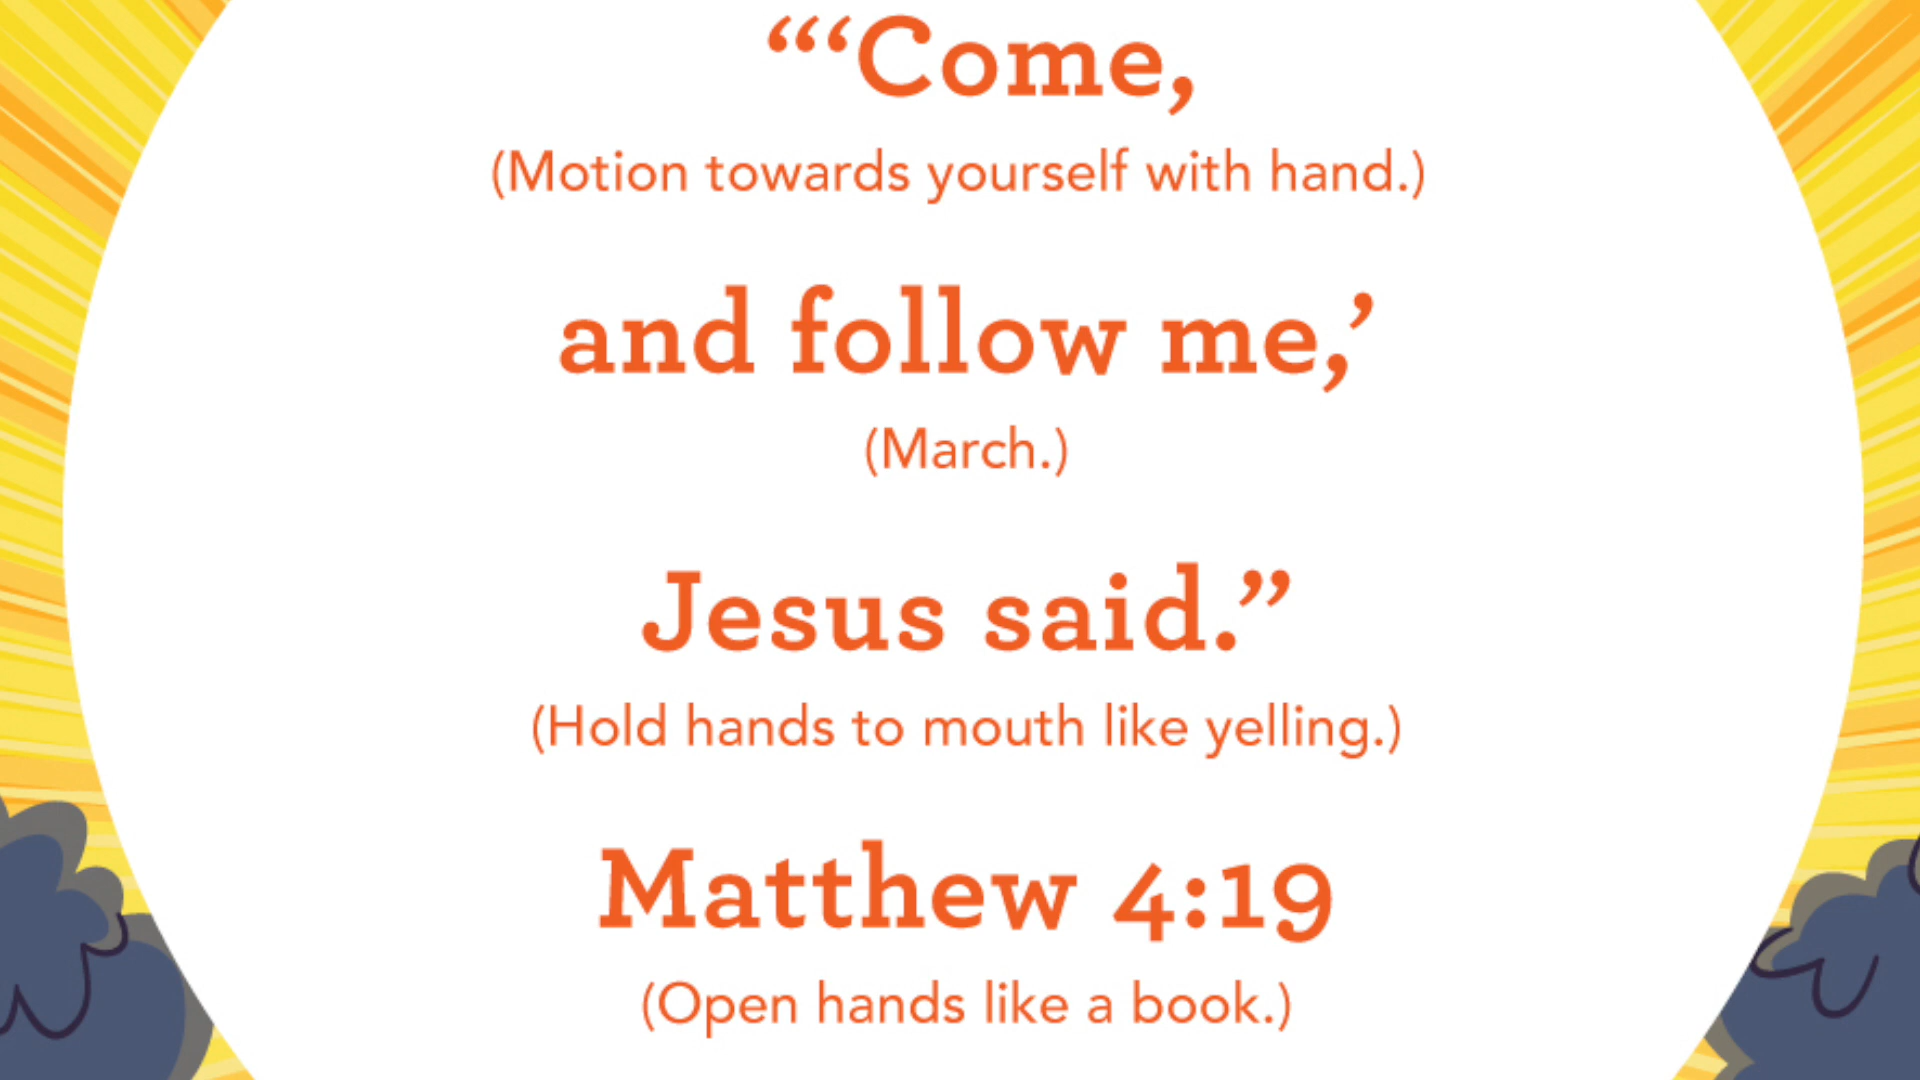 “‘Come,
(Motion towards yourself with hand.)
and follow me,’
(March.)
Jesus said.”
(Hold hands to mouth like yelling.)
Matthew 4:19
(Open hands like a book.)